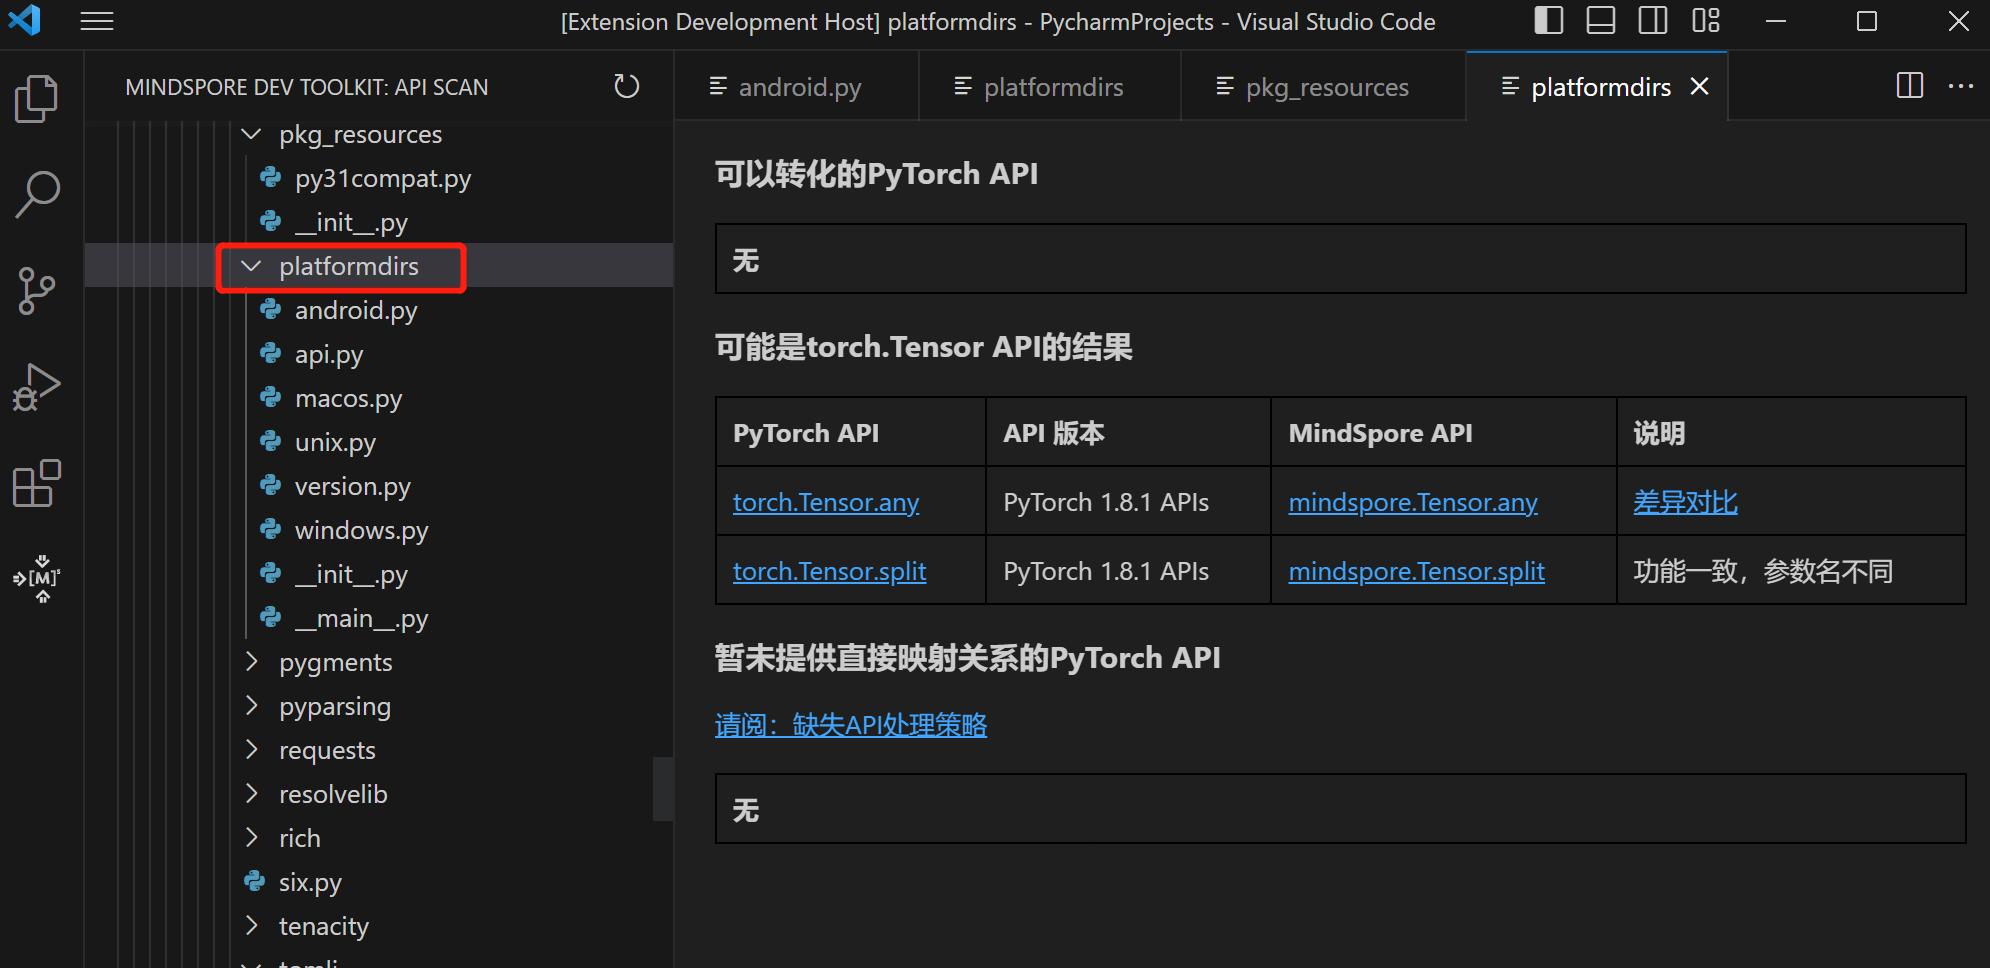 [Extension Development Host] platformdirs - PycharmProjects - Visual Studio Code
MINDSPORE DEV TOOLKIT: API SCAN
pkg_resources
py31compat.py
__init__.py
platformdirs
android.py
api.py
macos.py
unix.py
version.py
windows.py
__init__.py
__main__.py
pygments
pyparsing
requests
resolvelib
rich
six.py
tenacity
tomli
[M]s
android.py platformdirs pkg_resources platformdirs
可以转化的PyTorch API
无
可能是torch.Tensor API的结果
PyTorch API API 版本 MindSpore API 说明
torch.Tensor.any PyTorch 1.8.1 APIs mindspore.Tensor.any 差异对比
torch.Tensor.split PyTorch 1.8.1 APIs mindspore.Tensor.split 功能一致，参数名不同
暂未提供直接映射关系的PyTorch API
请阅：缺失API处理策略
无